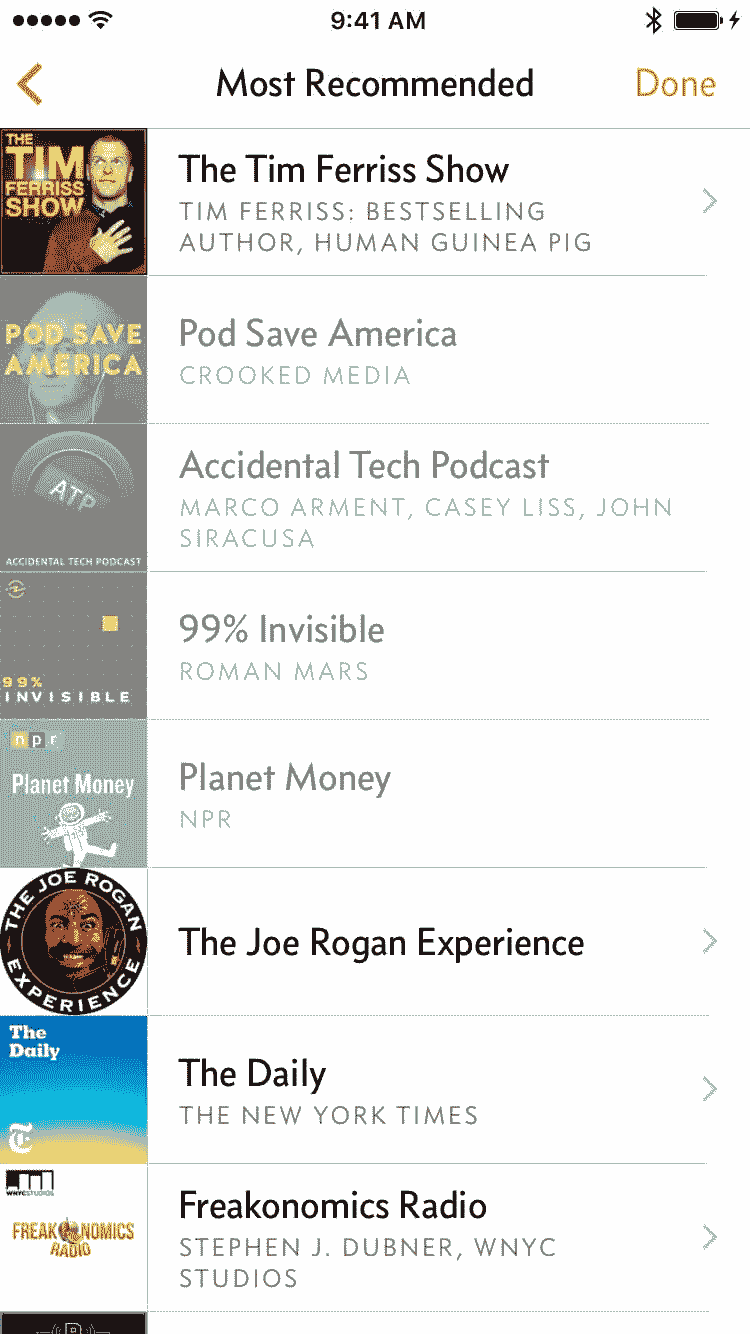 9:41 AM
Most Recommended
Done
THE
TIM
FERRISS
SHOW
The Tim Ferriss Show
TIM FERRISS: BESTSELLING
AUTHOR, HUMAN GUINEA PIG
POD SAVE
AMERICA
Pod Save America
CROOKED MEDIA
ATP
ACCIDENTAL TECH PODCAST
Accidental Tech Podcast
MARCO ARMENT, CASEY LISS, JOHN
SIRACUSA
99%
INVISIBLE
99% Invisible
ROMAN MARS
npr
Planet Money
Planet Money
NPR
THE JOE ROGAN
EXPERIENCE
The Joe Rogan Experience
The
Daily
T
The Daily
THE NEW YORK TIMES
WNYCSTUDIOS
FREAKONOMICS
RADIO
Freakonomics Radio
STEPHEN J. DUBNER, WNYC
STUDIOS